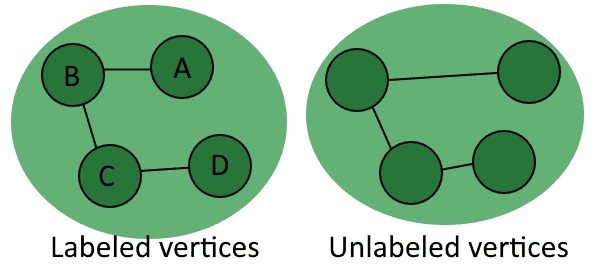 B A
C D
Labeled vertices
Unlabeled vertices